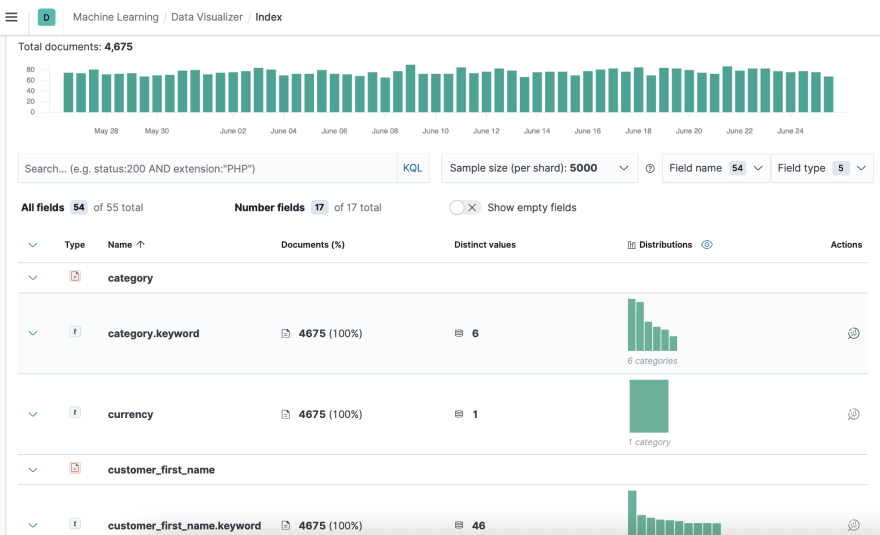 D Machine Learning / Data Visualizer / Index
Total documents: 4,675
80
60
40
20
0
May 28 May 30 June 02 June 04 June 06 June 08 June 10 June 12 June 14 June 16 June 18 June 20 June 22 June 24
Search... (e.g. status:200 AND extension:"PHP") KQL Sample size (per shard): 5000 Field name 54 Field type 5
All fields 54 of 55 total Number fields 17 of 17 total Show empty fields
Type Name Documents (%) Distinct values Distributions Actions
category
t category.keyword 4675 (100%) 6
6 categories
t currency 4675 (100%) 1
1 category
customer_first_name
t customer_first_name.keyword 4675 (100%) 46